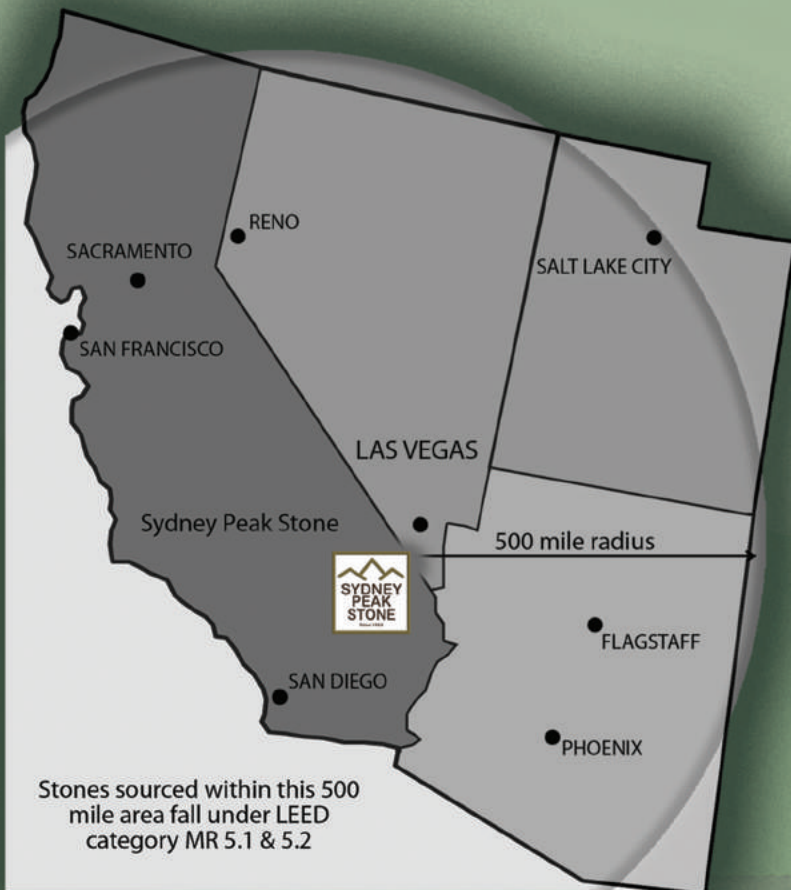 RENO
SACRAMENTO
SALT LAKE CITY
SAN FRANCISCO
LAS VEGAS
Sydney Peak Stone
500 mile radius
SYDNEY
PEAK
STONE
FLAGSTAFF
SAN DIEGO
PHOENIX
Stones sourced within this 500
mile area fall under LEED
category MR 5.1 & 5.2